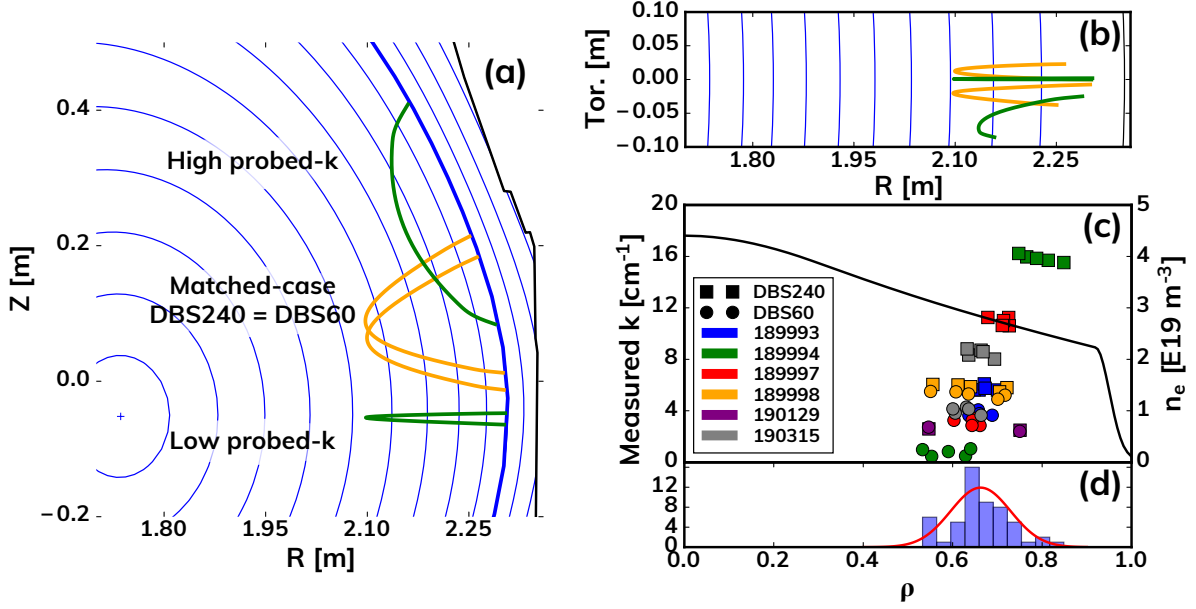 (a)
High probed-k
Matched-case
DBS240 = DBS60
Low probed-k
0.4
0.2
0.0
−0.2
Z [m]
1.80 1.95 2.10 2.25
R [m]
(b)
0.10
0.05
0.00
−0.05
−0.10
Tor. [m]
1.80 1.95 2.10 2.25
R [m]
(c)
20
16
12
8
4
0
Measured k [cm⁻¹]
DBS240
DBS60
189993
189994
189997
189998
190129
190315
5
4
3
2
1
0
nₑ [E19 m⁻³]
(d)
12
8
4
0
0.0 0.2 0.4 0.6 0.8 1.0
ρ